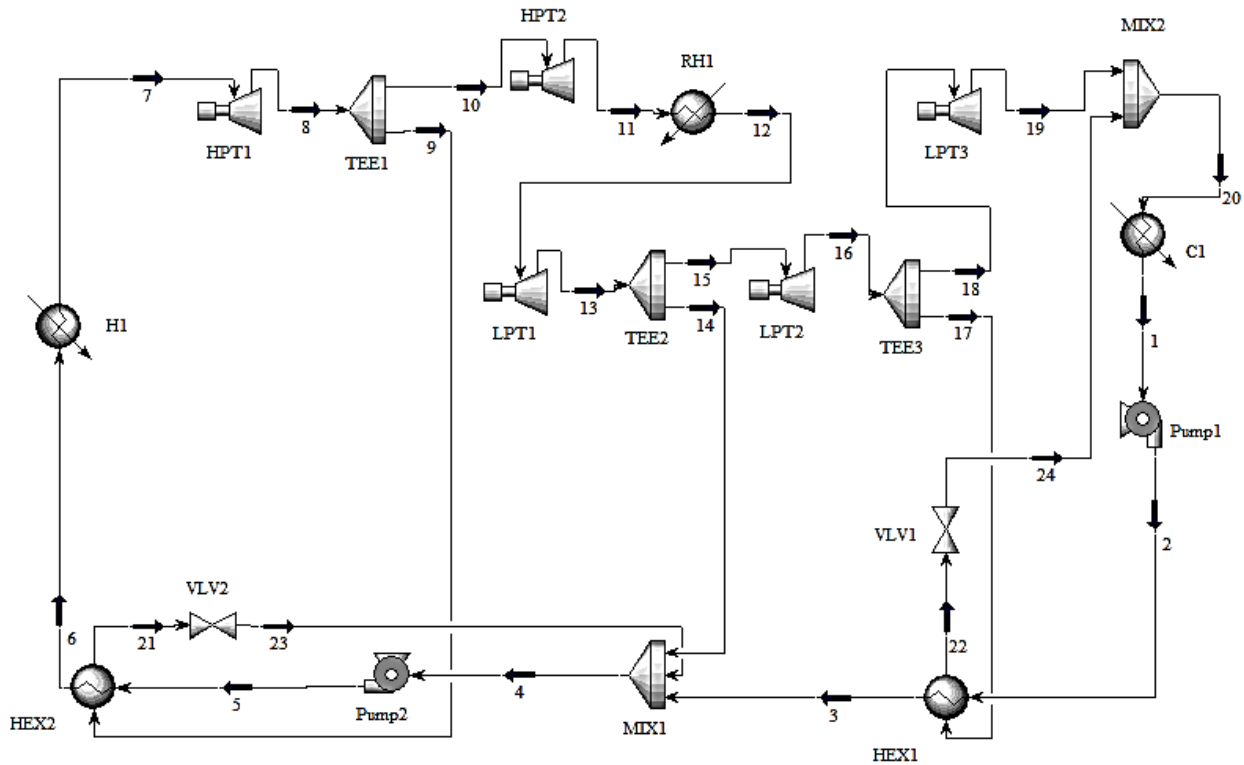 HPT2
MIX2
RH1
7
10
8
11
12
19
HPT1
TEE1
9
LPT3
20
C1
15
16
18
H1
13
14
17
LPT1
TEE2
LPT2
TEE3
1
Pump1
24
VLV1
2
VLV2
6
21
23
22
5
4
3
HEX2
Pump2
MIX1
HEX1